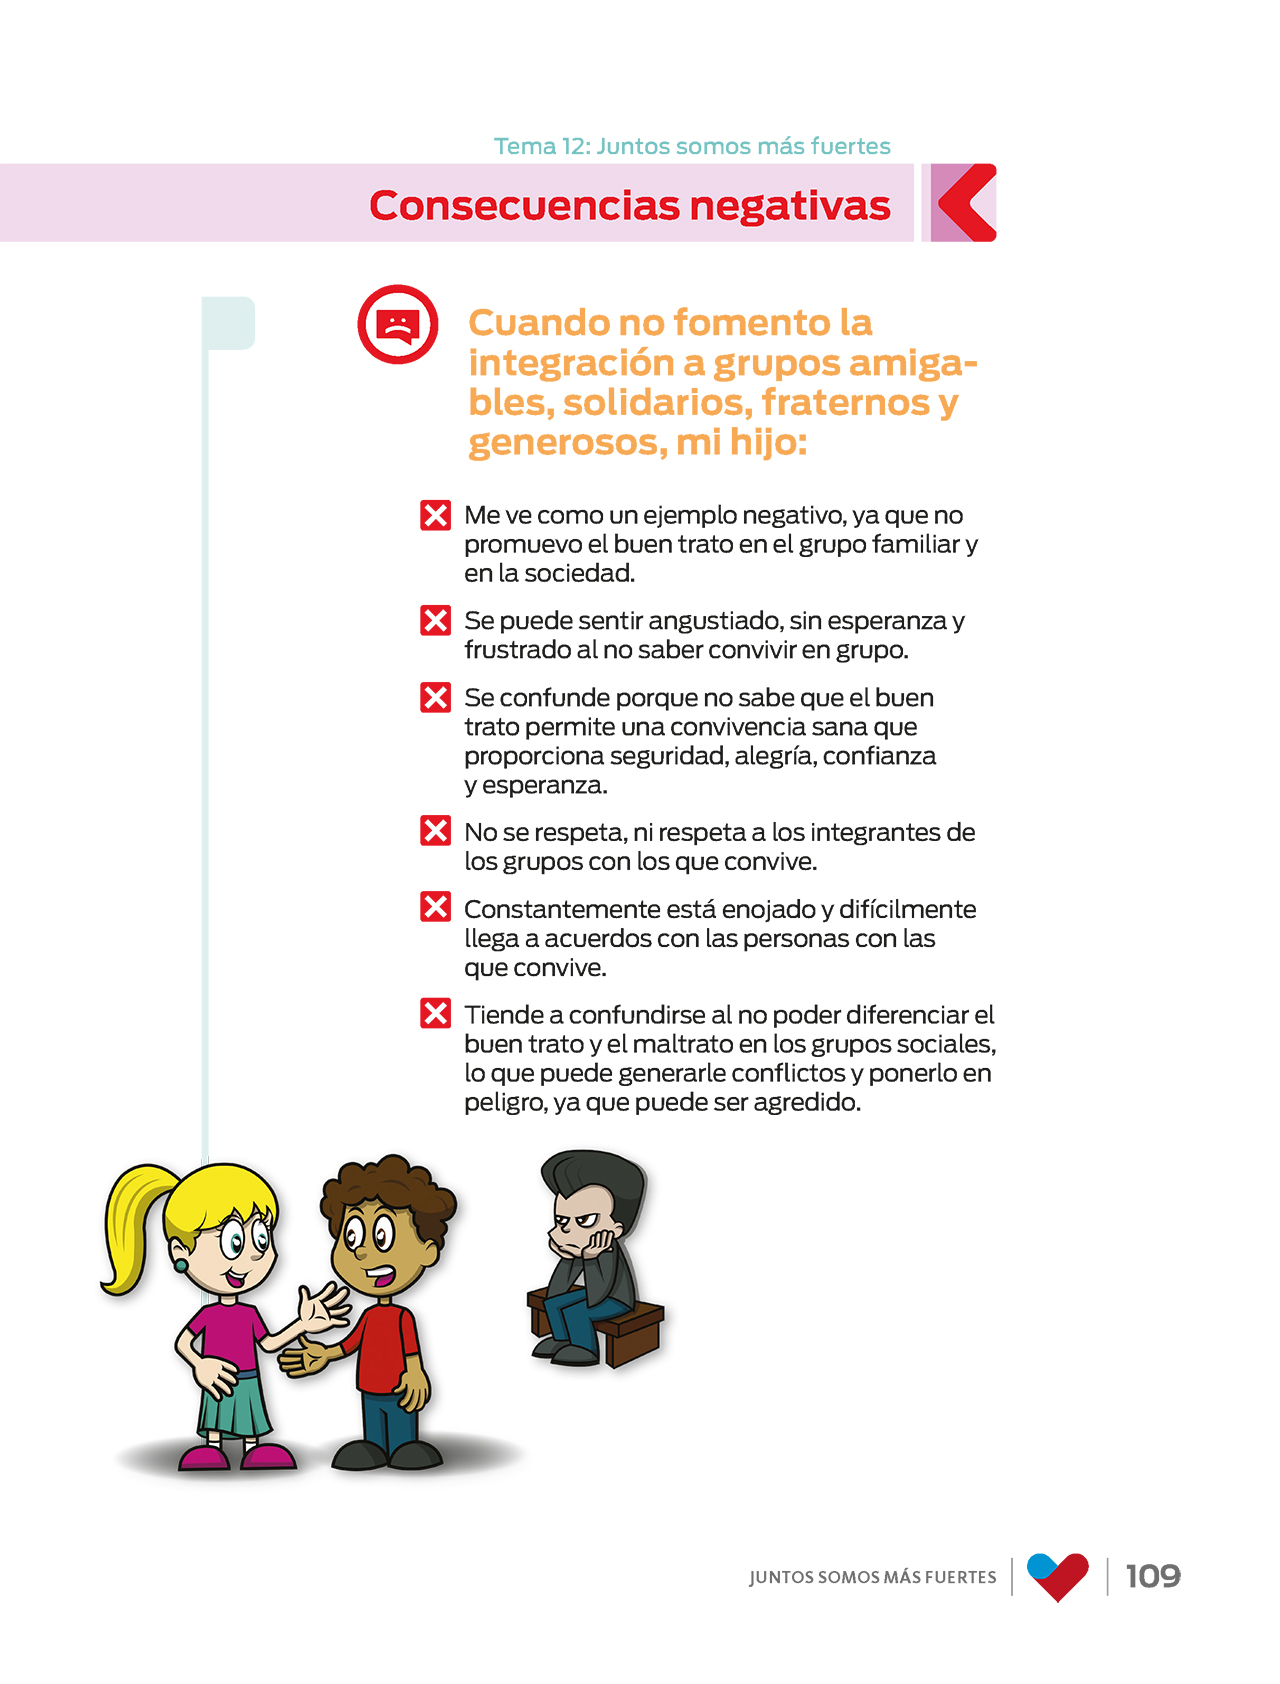 Tema 12: Juntos somos más fuertes
Consecuencias negativas
Cuando no fomento la
integración a grupos amiga-
bles, solidarios, fraternos y
generosos, mi hijo:
Me ve como un ejemplo negativo, ya que no
promuevo el buen trato en el grupo familiar y
en la sociedad.
Se puede sentir angustiado, sin esperanza y
frustrado al no saber convivir en grupo.
Se confunde porque no sabe que el buen
trato permite una convivencia sana que
proporciona seguridad, alegría, confianza
y esperanza.
No se respeta, ni respeta a los integrantes de
los grupos con los que convive.
Constantemente está enojado y difícilmente
llega a acuerdos con las personas con las
que convive.
Tiende a confundirse al no poder diferenciar el
buen trato y el maltrato en los grupos sociales,
lo que puede generarle conflictos y ponerlo en
peligro, ya que puede ser agredido.
JUNTOS SOMOS MÁS FUERTES
109